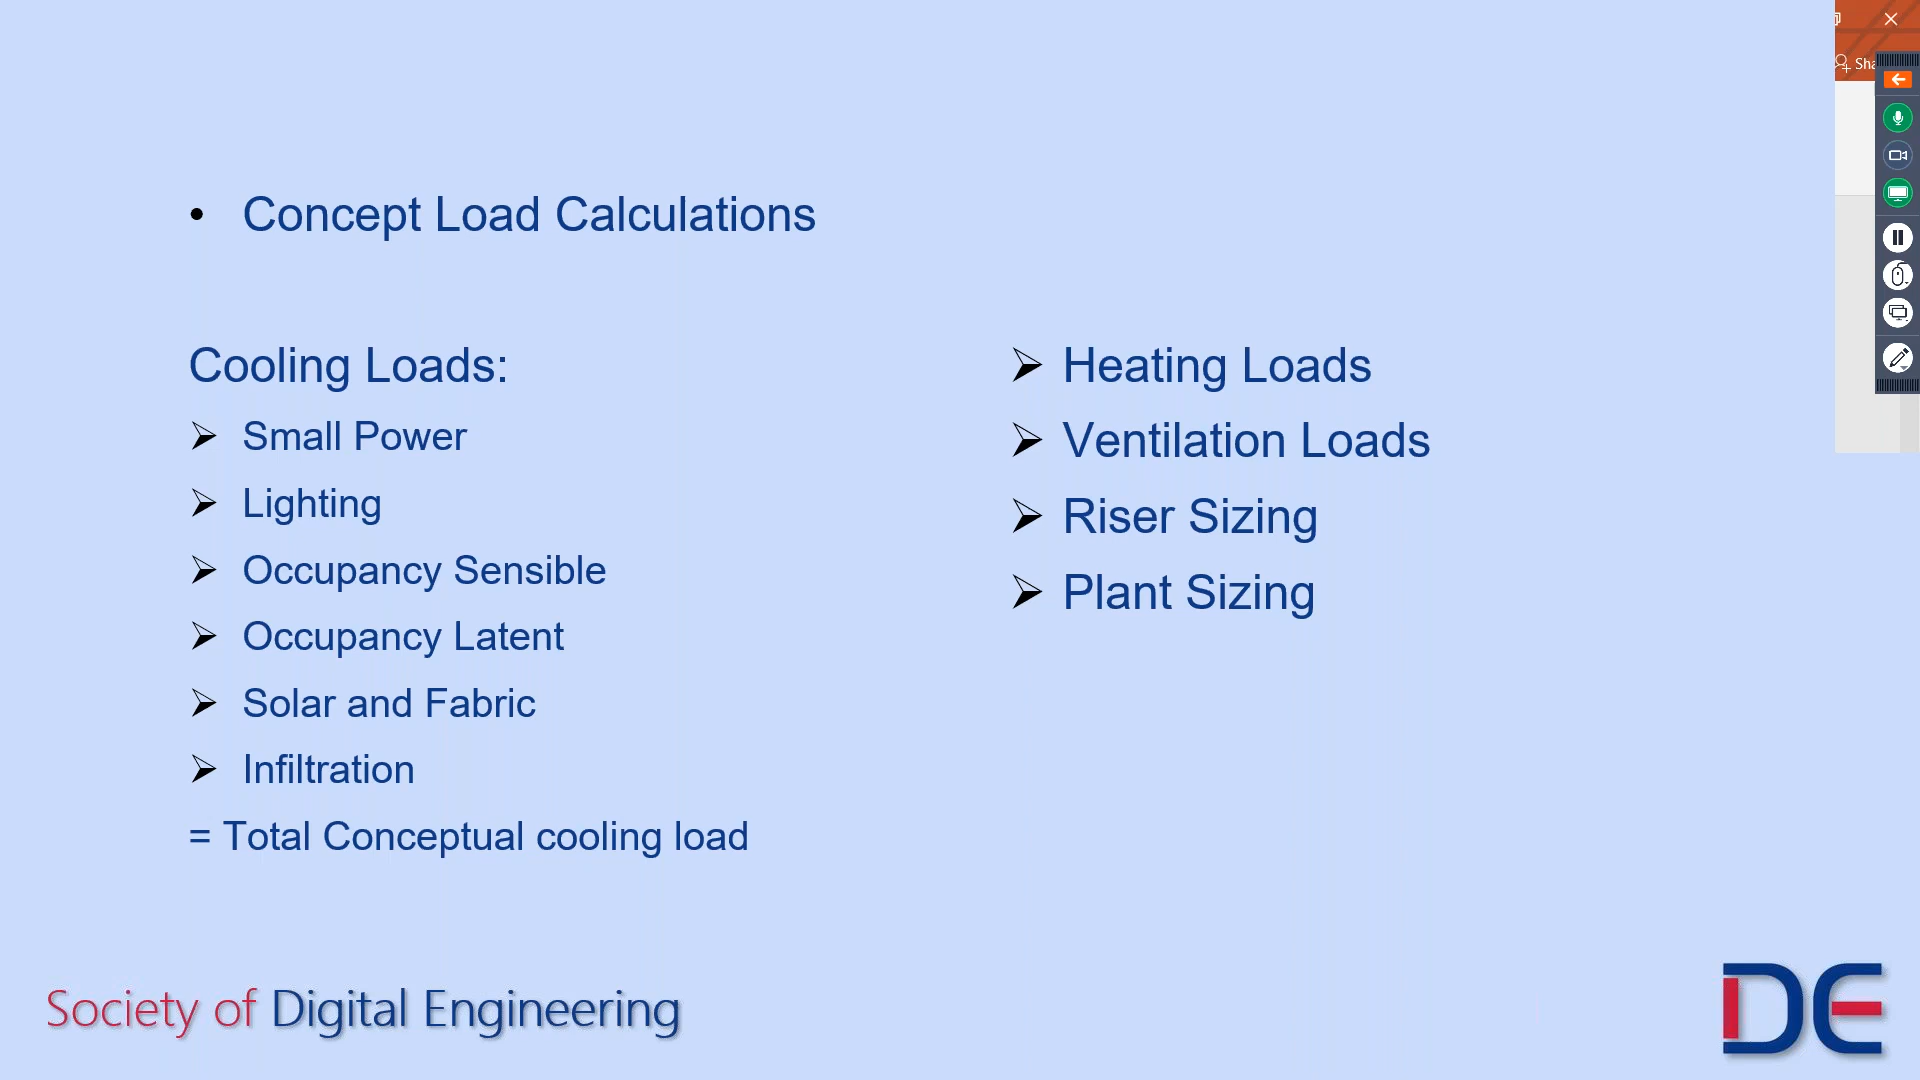 • Concept Load Calculations
Cooling Loads:
➢ Small Power
➢ Lighting
➢ Occupancy Sensible
➢ Occupancy Latent
➢ Solar and Fabric
➢ Infiltration
= Total Conceptual cooling load
➢ Heating Loads
➢ Ventilation Loads
➢ Riser Sizing
➢ Plant Sizing
Sha
Society of Digital Engineering
DE